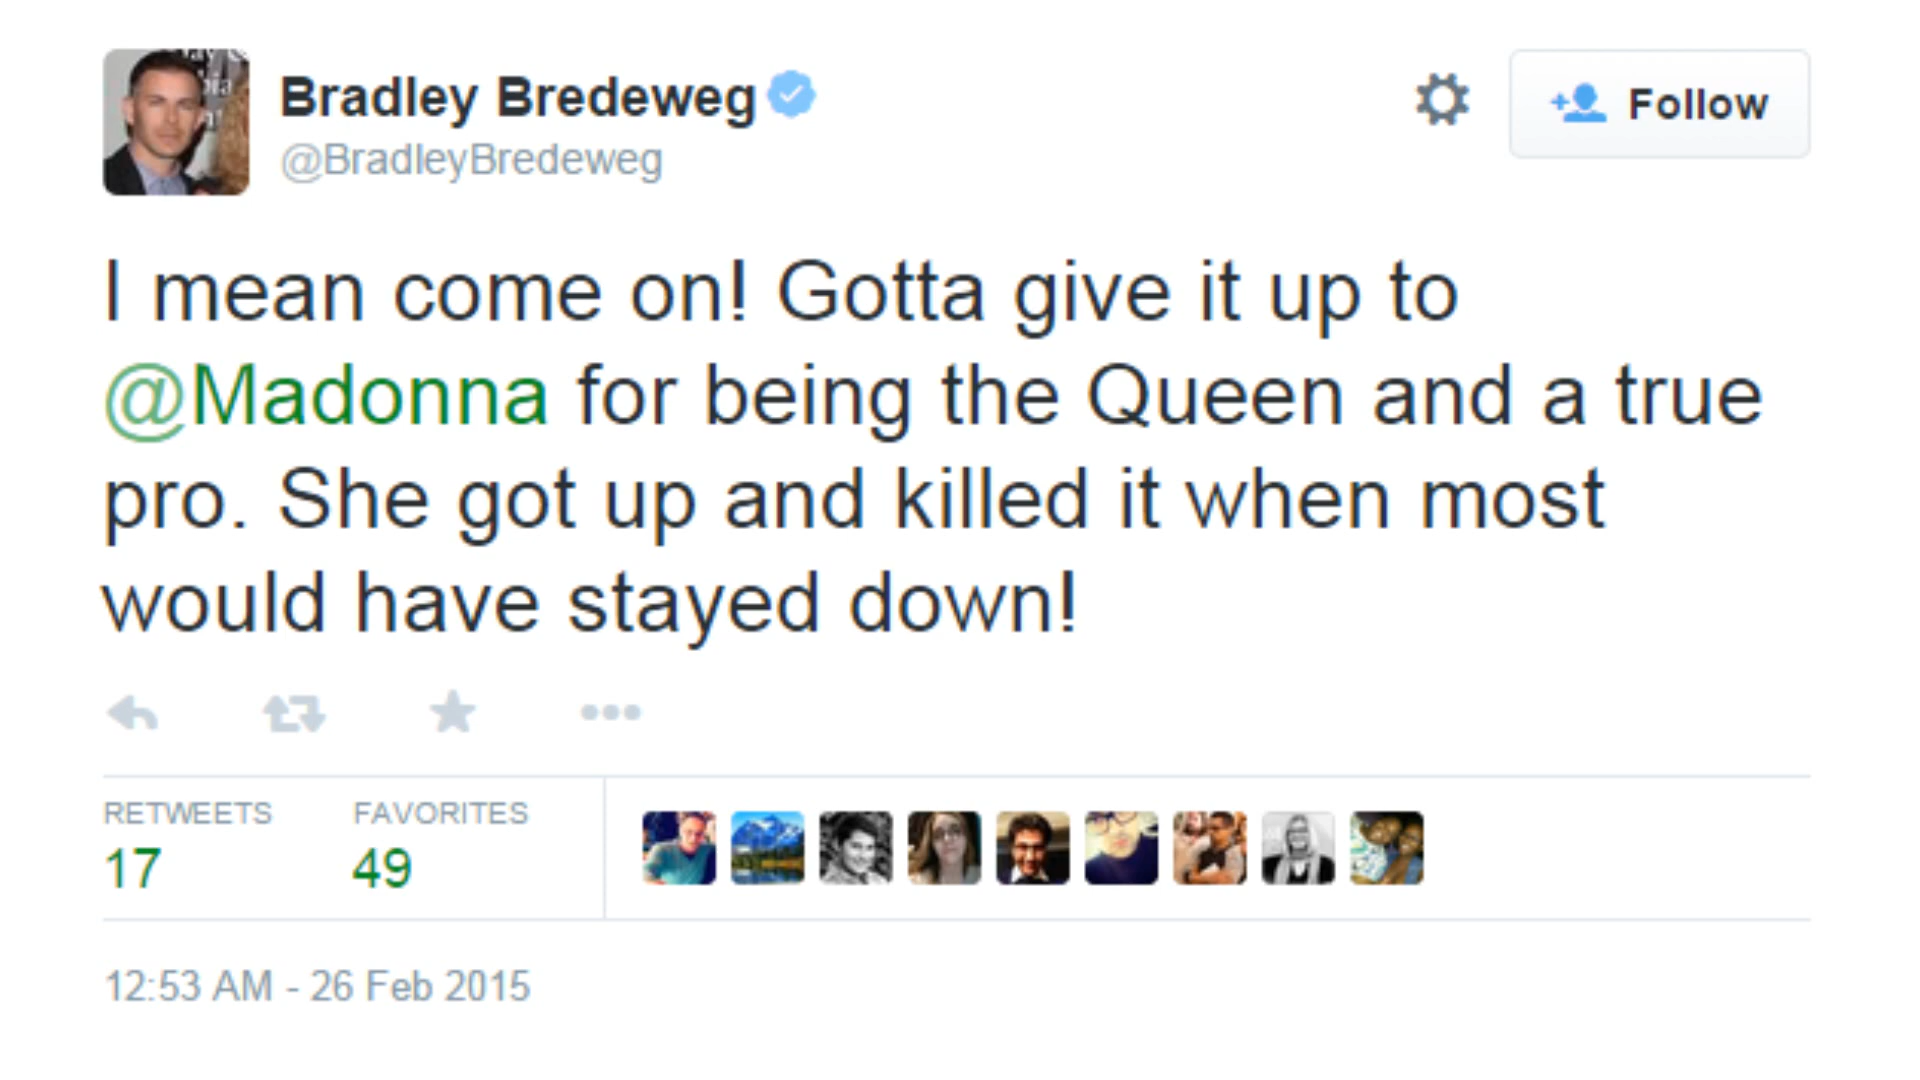 Bradley Bredeweg
@BradleyBredeweg
Follow
I mean come on! Gotta give it up to
@Madonna for being the Queen and a true
pro. She got up and killed it when most
would have stayed down!
RETWEETS FAVORITES
17 49
12:53 AM - 26 Feb 2015